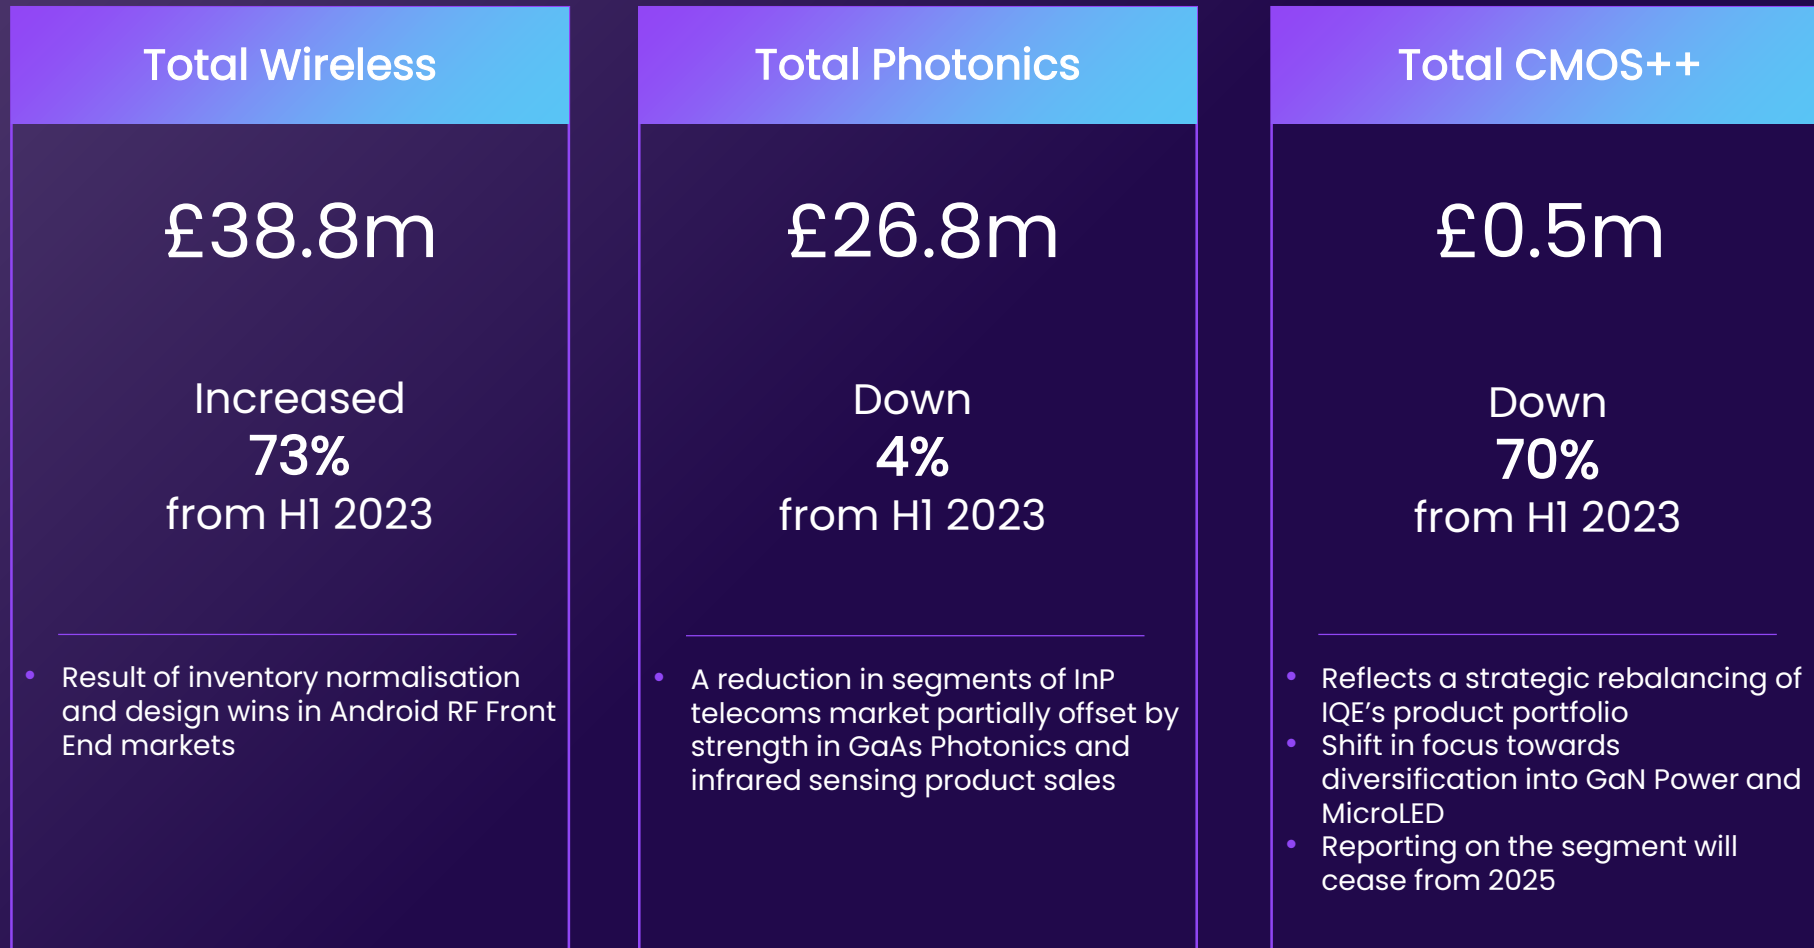 Total Wireless
£38.8m
Increased
73%
from H1 2023
• Result of inventory normalisation
and design wins in Android RF Front
End markets
Total Photonics
£26.8m
Down
4%
from H1 2023
• A reduction in segments of InP
telecoms market partially offset by
strength in GaAs Photonics and
infrared sensing product sales
Total CMOS++
£0.5m
Down
70%
from H1 2023
• Reflects a strategic rebalancing of
IQE’s product portfolio
• Shift in focus towards
diversification into GaN Power and
MicroLED
• Reporting on the segment will
cease from 2025